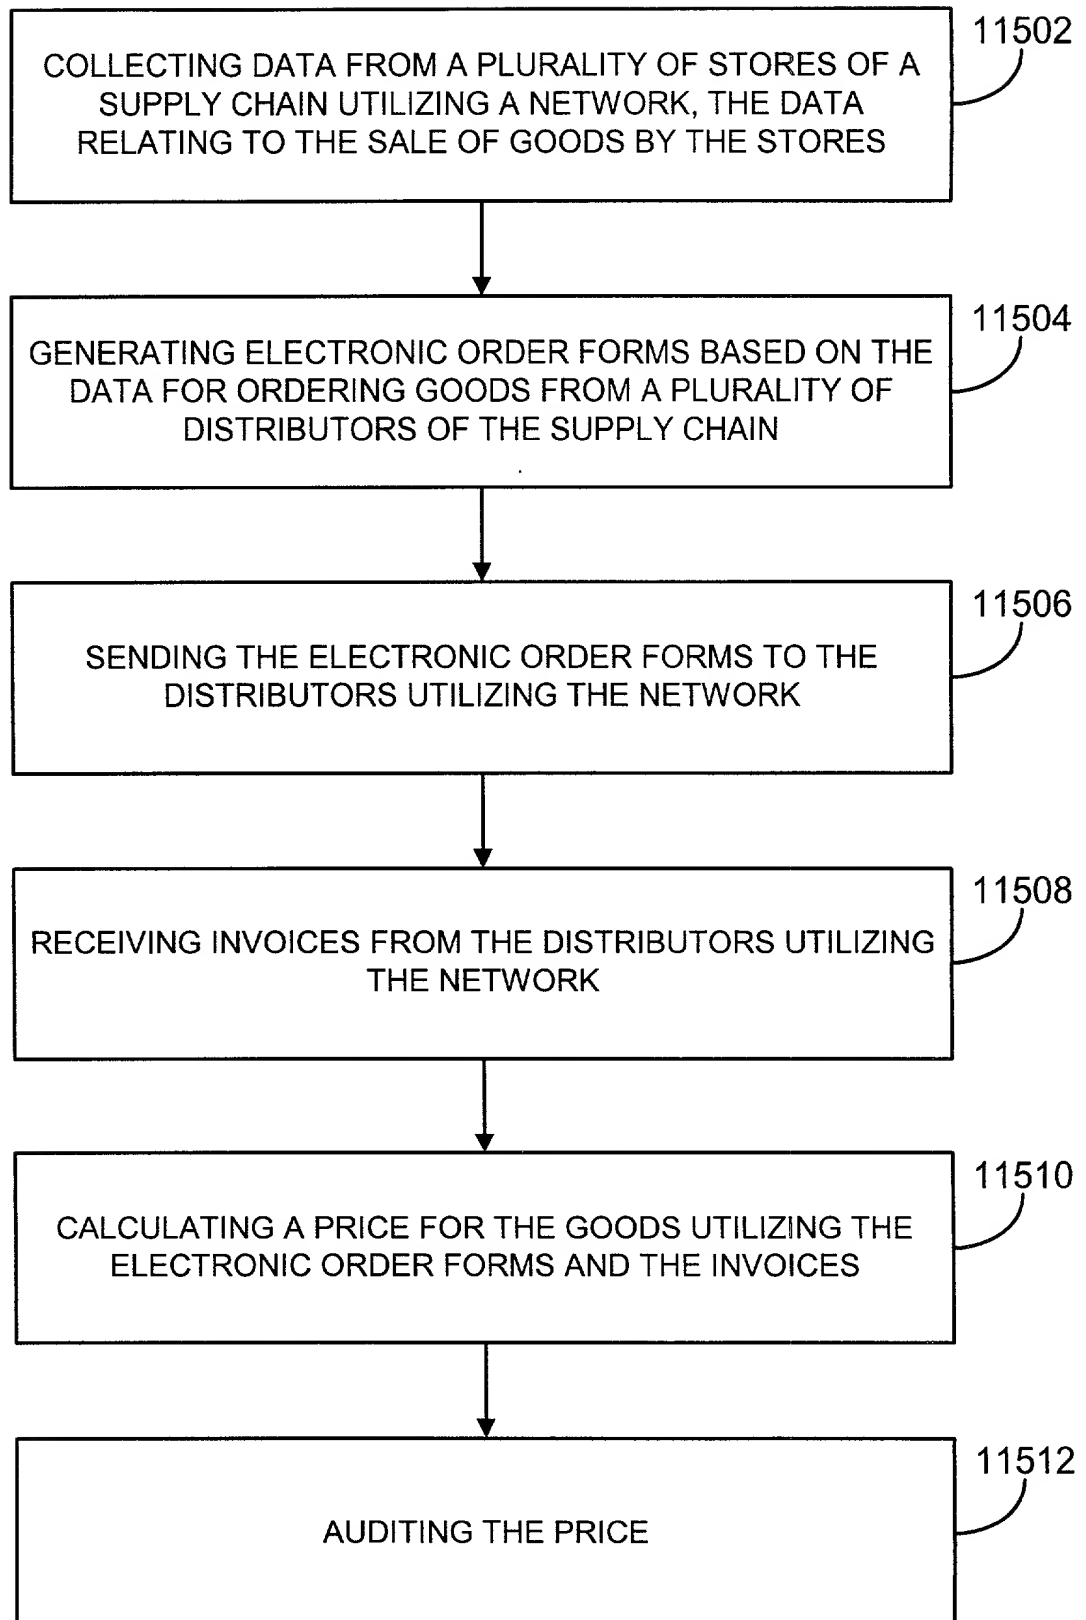 11502
COLLECTING DATA FROM A PLURALITY OF STORES OF A
SUPPLY CHAIN UTILIZING A NETWORK, THE DATA
RELATING TO THE SALE OF GOODS BY THE STORES
11504
GENERATING ELECTRONIC ORDER FORMS BASED ON THE
DATA FOR ORDERING GOODS FROM A PLURALITY OF
DISTRIBUTORS OF THE SUPPLY CHAIN
11506
SENDING THE ELECTRONIC ORDER FORMS TO THE
DISTRIBUTORS UTILIZING THE NETWORK
11508
RECEIVING INVOICES FROM THE DISTRIBUTORS UTILIZING
THE NETWORK
11510
CALCULATING A PRICE FOR THE GOODS UTILIZING THE
ELECTRONIC ORDER FORMS AND THE INVOICES
11512
AUDITING THE PRICE